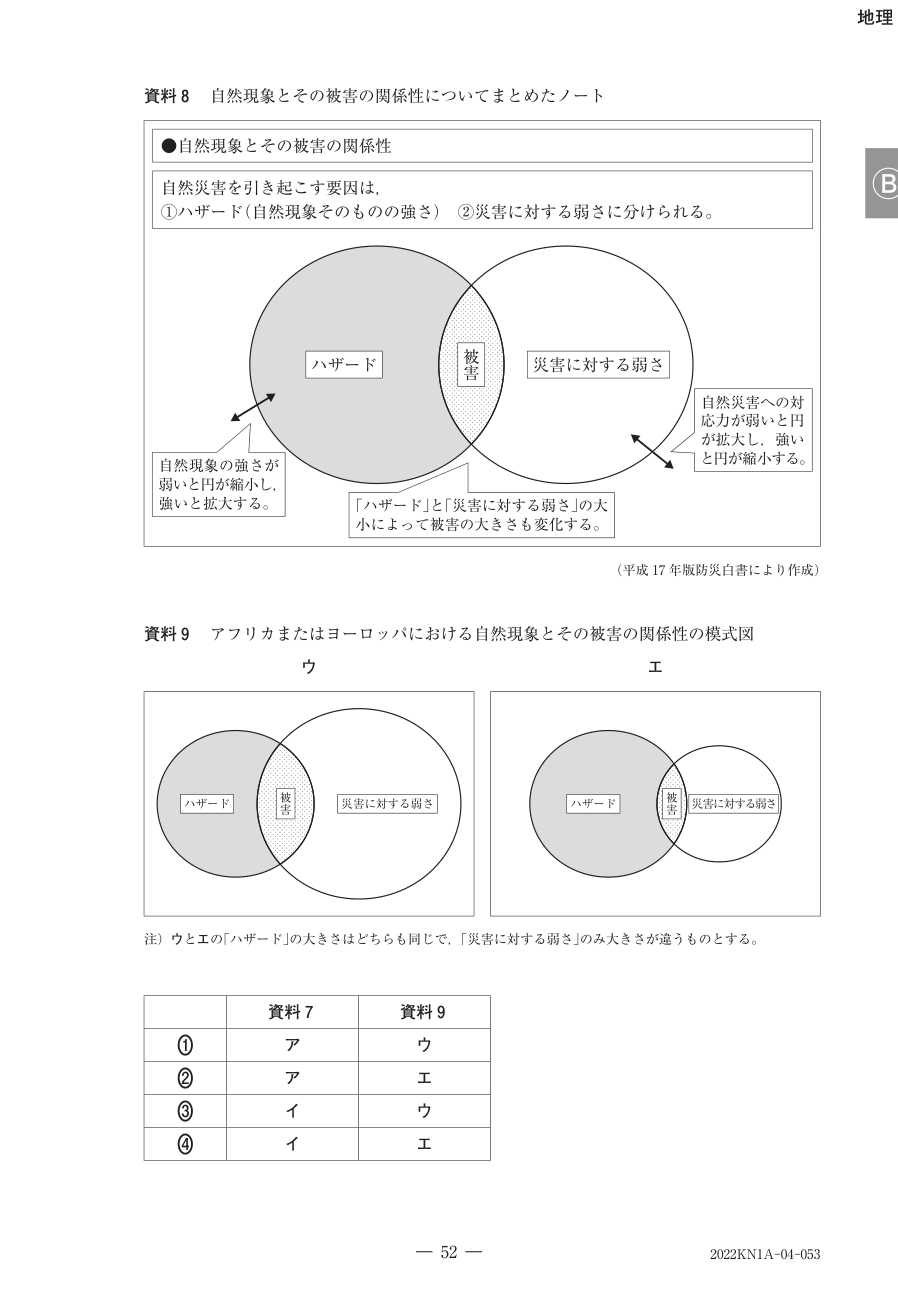 地理
資料8 自然現象とその被害の関係性についてまとめたノート
●自然現象とその被害の関係性
自然災害を引き起こす要因は,
①ハザード(自然現象そのものの強さ) ②災害に対する弱さに分けられる。
ハザード
被害
災害に対する弱さ
自然災害への対
応力が弱いと円
が拡大し,強い
と円が縮小する。
自然現象の強さが
弱いと円が縮小し,
強いと拡大する。
「ハザード」と「災害に対する弱さ」の大
小によって被害の大きさも変化する。
Ⓑ
(平成17年版防災白書により作成)
資料9 アフリカまたはヨーロッパにおける自然現象とその被害の関係性の模式図
ウ
ハザード
被害
災害に対する弱さ
エ
ハザード
被害
災害に対する弱さ
注) ウとエの「ハザード」の大きさはどちらも同じで,「災害に対する弱さ」のみ大きさが違うものとする。
資料7 資料9
① ア ウ
② ア エ
③ イ ウ
④ イ エ
— 52 —
2022KN1A-04-053